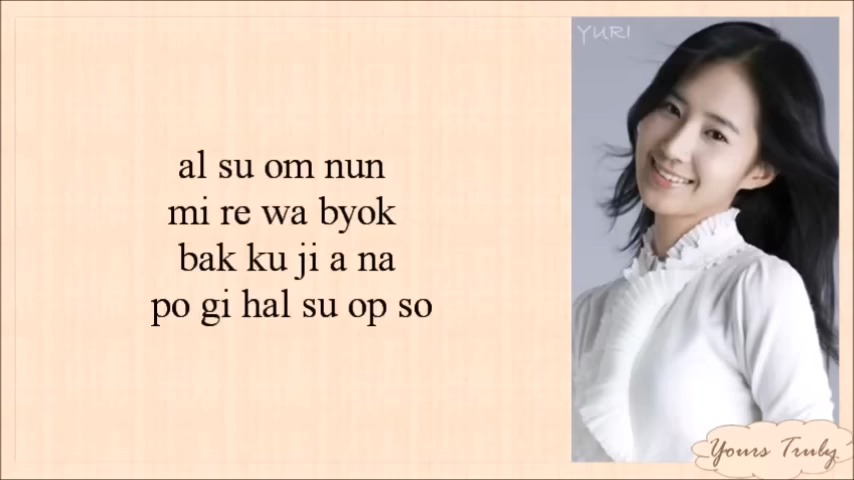 YURI
al su om nun
mi re wa byok
bak ku ji a na
po gi hal su op so
Yours Truly